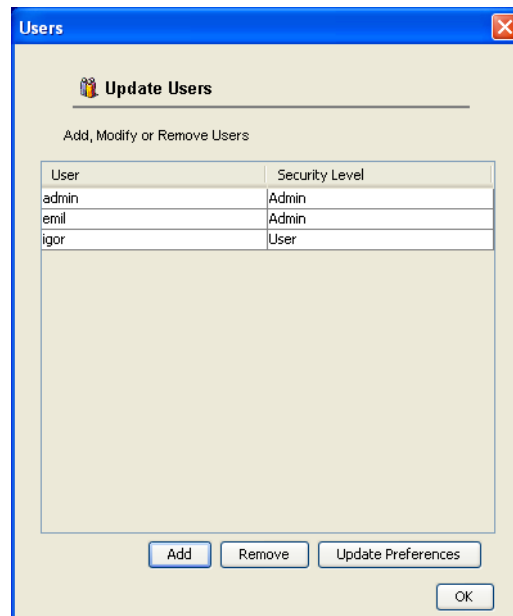 Users
Update Users
Add, Modify or Remove Users
User Security Level
admin Admin
emil Admin
igor User
Add Remove Update Preferences
OK